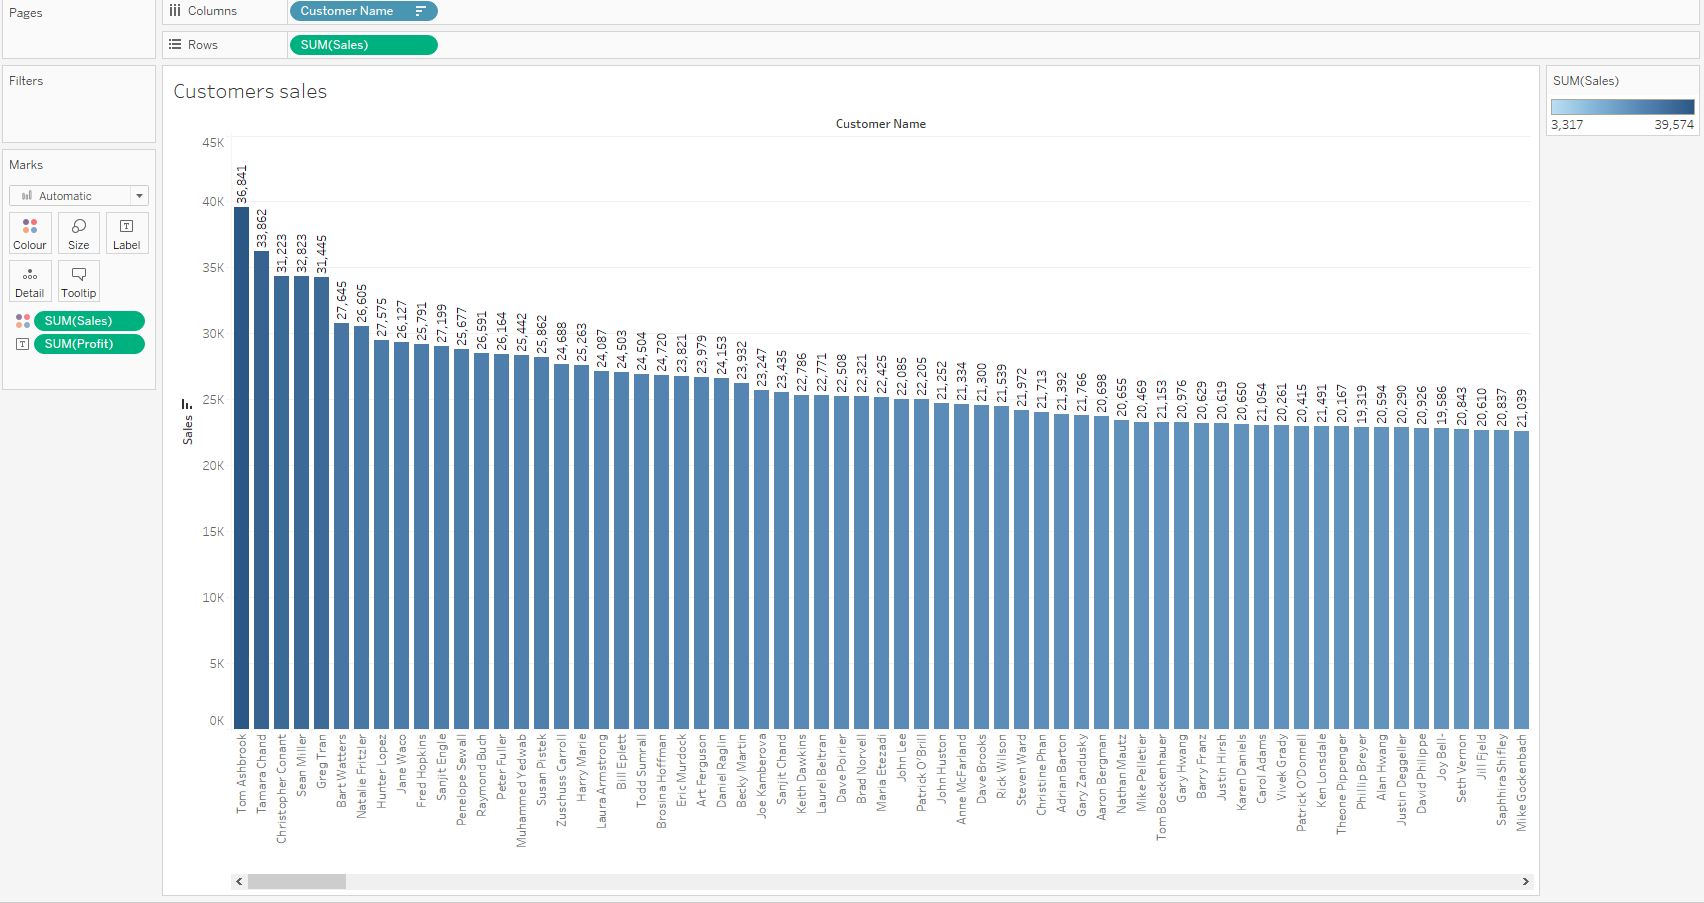 Pages
Columns
Customer Name
Rows
SUM(Sales)
Filters
Marks
Automatic
Colour
Size
Label
Detail
Tooltip
SUM(Sales)
SUM(Profit)
Customers sales
Customer Name
Sales
45K
40K
35K
30K
25K
20K
15K
10K
5K
0K
36,841
33,862
31,223
32,823
31,445
27,645
26,605
27,575
26,127
25,791
27,199
25,677
26,591
26,164
25,442
25,862
24,688
25,263
24,087
24,503
24,504
24,720
23,821
23,979
24,153
23,932
23,247
23,435
22,786
22,771
22,508
22,321
22,425
22,085
22,205
21,252
21,334
21,300
21,539
21,972
21,713
21,392
21,766
20,698
20,655
20,469
21,153
20,976
20,629
20,619
20,650
21,054
20,261
20,415
21,491
20,167
19,319
20,594
20,290
20,926
19,586
20,843
20,610
20,837
21,039
Tom Ashbrook
Tamara Chand
Christopher Conant
Sean Miller
Greg Tran
Bart Watters
Natalie Fritzler
Hunter Lopez
Jane Waco
Fred Hopkins
Sanjit Engle
Penelope Sewall
Raymond Buch
Peter Fuller
Muhammed Yedwab
Susan Pistek
Zuschuss Carroll
Harry Marie
Laura Armstrong
Bill Eplett
Todd Sumrall
Brosina Hoffman
Eric Murdock
Art Ferguson
Daniel Raglin
Becky Martin
Joe Kamberova
Sanjit Chand
Keith Dawkins
Laurel Beltran
Dave Poirier
Brad Norvell
Maria Etezadi
John Lee
Patrick O'Brill
John Huston
Anne McFarland
Dave Brooks
Rick Wilson
Steven Ward
Christine Phan
Adrian Barton
Gary Zandusky
Aaron Bergman
Nathan Mautz
Mike Pelletier
Tom Boeckenhauer
Gary Hwang
Barry Franz
Justin Hirsh
Karen Daniels
Carol Adams
Vivek Grady
Patrick O'Donnell
Ken Lonsdale
Theone Pippenger
Phillip Breyer
Alan Hwang
Justin Deggeller
David Philippe
Joy Bell-
Seth Vernon
Jill Fjeld
Saphhira Shifley
Mike Gockenbach
SUM(Sales)
3,317
39,574